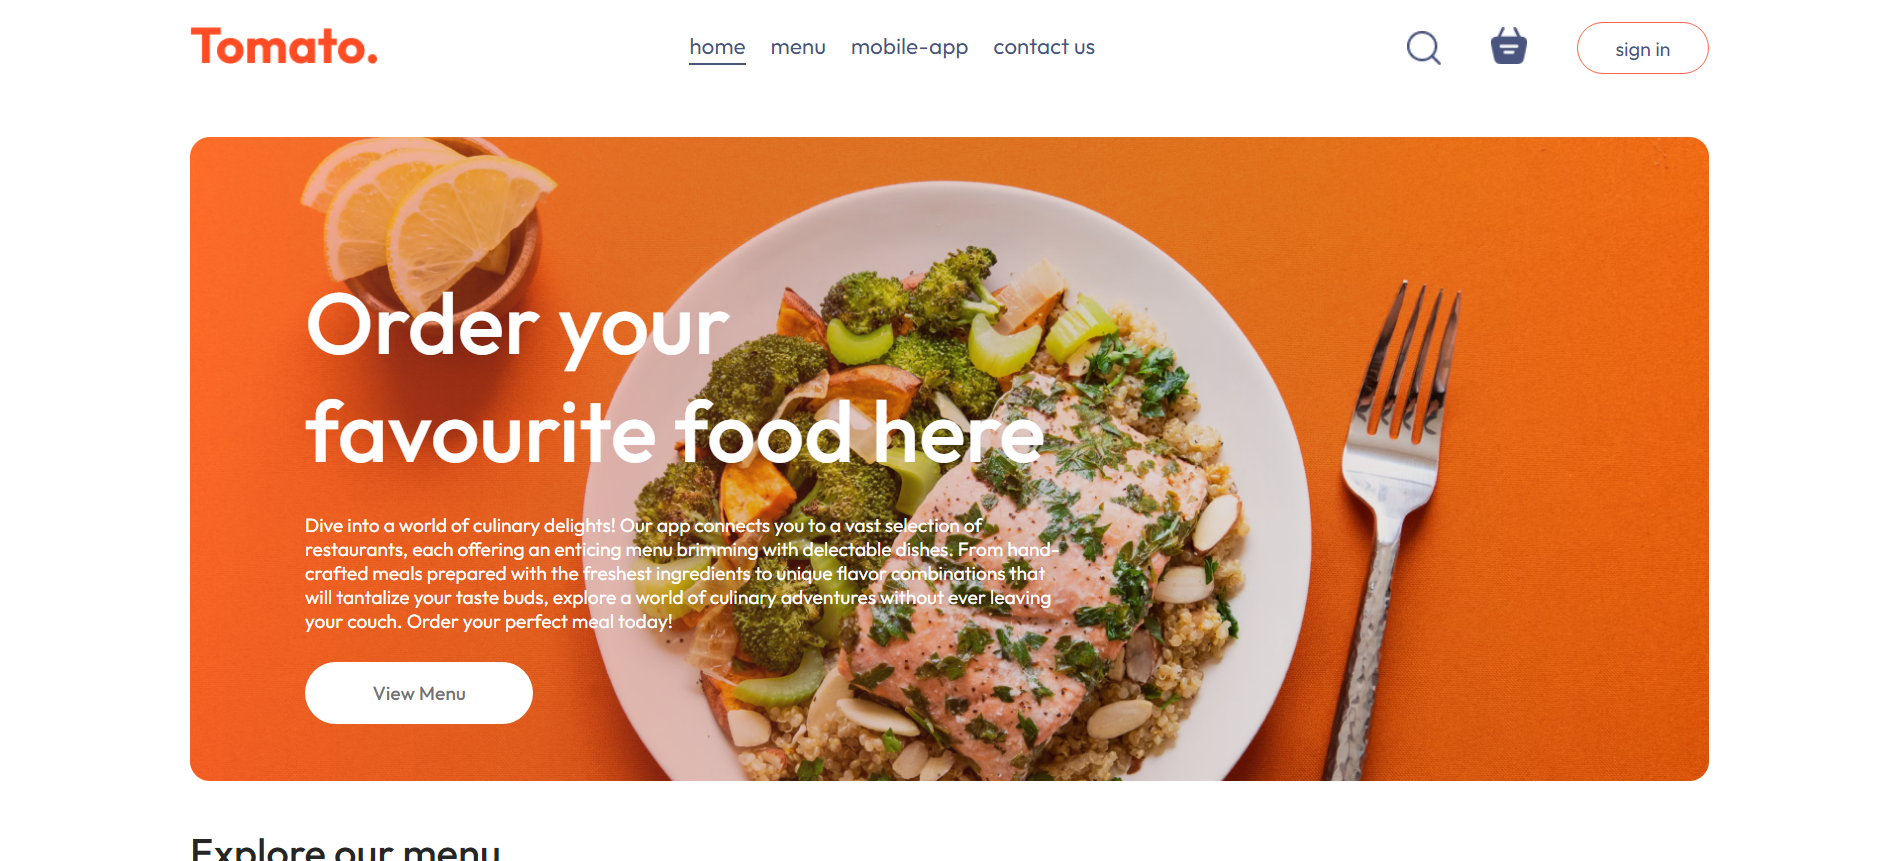 Tomato.
home menu mobile-app contact us
sign in
Order your
favourite food here
Dive into a world of culinary delights! Our app connects you to a vast selection of
restaurants, each offering an enticing menu brimming with delectable dishes. From hand-
crafted meals prepared with the freshest ingredients to unique flavor combinations that
will tantalize your taste buds, explore a world of culinary adventures without ever leaving
your couch. Order your perfect meal today!
View Menu
Explore our menu